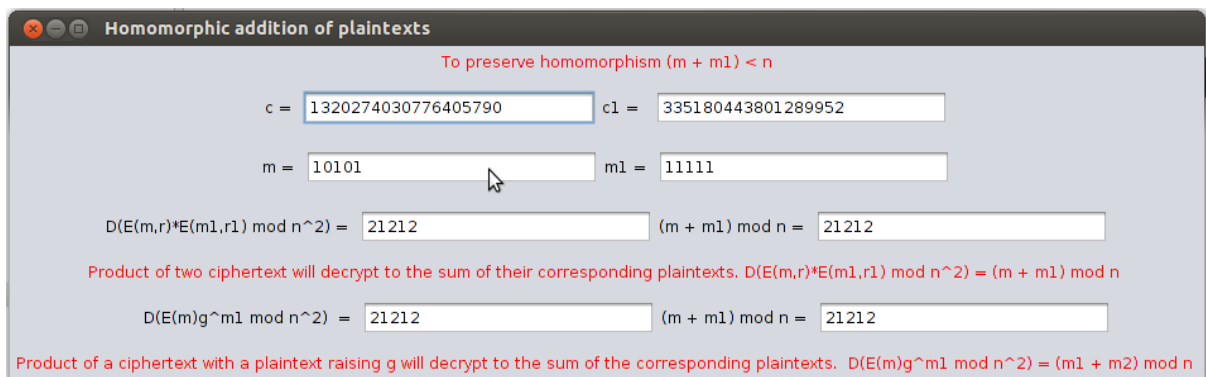 Homomorphic addition of plaintexts
To preserve homomorphism (m + m1) < n
c = 1320274030776405790 c1 = 335180443801289952
m = 10101 m1 = 11111
D(E(m,r)*E(m1,r1) mod n^2) = 21212 (m + m1) mod n = 21212
Product of two ciphertext will decrypt to the sum of their corresponding plaintexts. D(E(m,r)*E(m1,r1) mod n^2) = (m + m1) mod n
D(E(m)g^m1 mod n^2) = 21212 (m + m1) mod n = 21212
Product of a ciphertext with a plaintext raising g will decrypt to the sum of the corresponding plaintexts. D(E(m)g^m1 mod n^2) = (m1 + m2) mod n